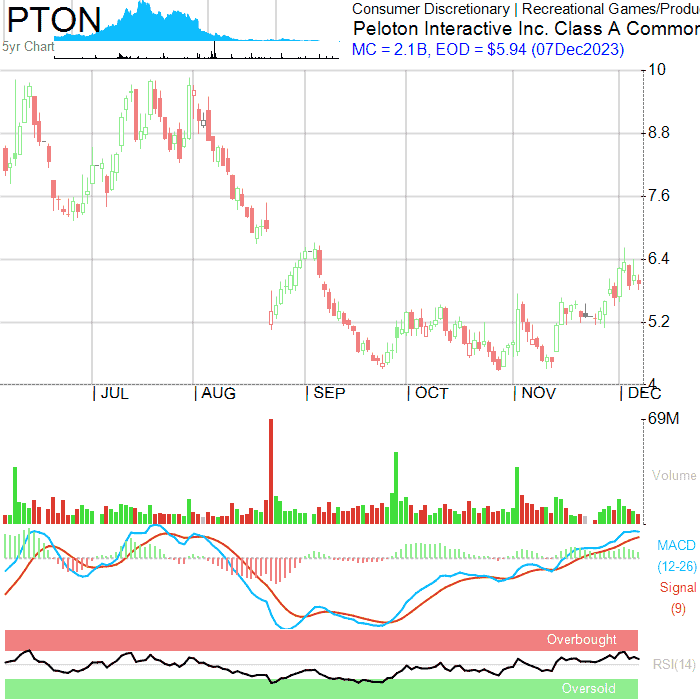 PTON
5yr Chart
Consumer Discretionary | Recreational Games/Produ
Peloton Interactive Inc. Class A Common
MC = 2.1B, EOD = $5.94 (07Dec2023)
10
8.8
7.6
6.4
5.2
4
JUL AUG SEP OCT NOV DEC
69M
Volume
MACD
(12-26)
Signal
(9)
Overbought
RSI(14)
Oversold